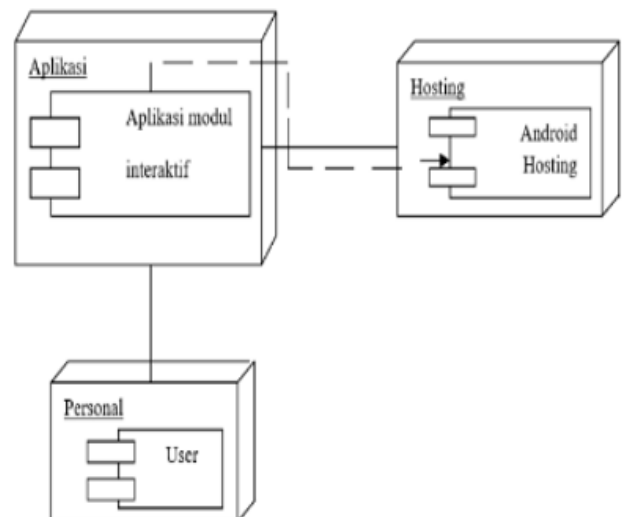 Aplikasi
Aplikasi modul
interaktif
Hosting
Android
Hosting
Personal
User